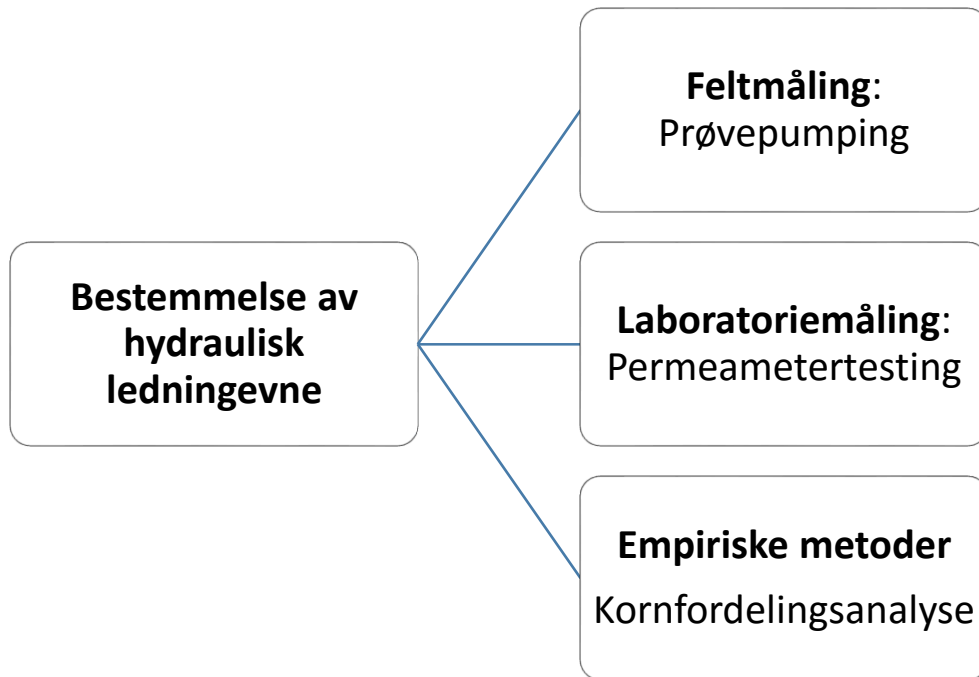 Bestemmelse av
hydraulisk
ledningevne
Feltmåling:
Prøvepumping
Laboratoriemåling:
Permeametertesting
Empiriske metoder
Kornfordelingsanalyse